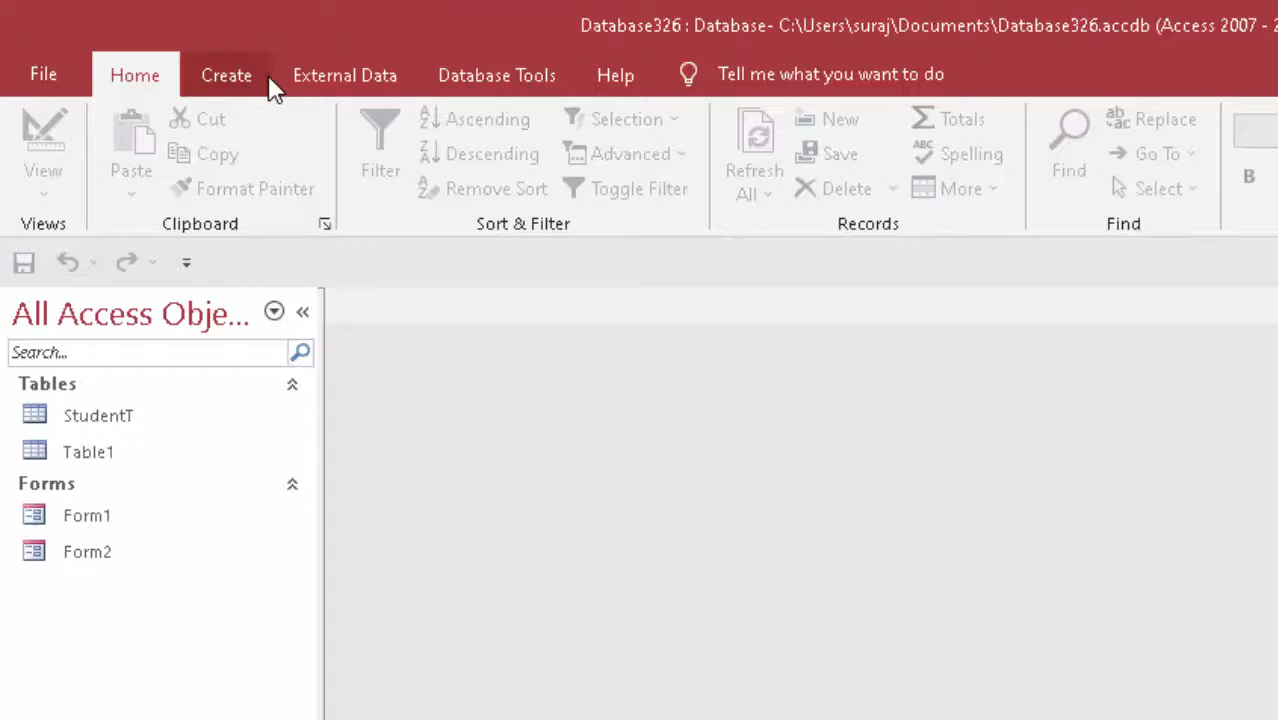 Database326 : Database- C:\Users\suraj\Documents\Database326.accdb (Access 2007 -
File Home Create External Data Database Tools Help Tell me what you want to do
View
Views
Paste
Cut
Copy
Format Painter
Clipboard
Filter
Ascending
Descending
Remove Sort
Selection
Advanced
Toggle Filter
Sort & Filter
Refresh
All
New
Save
Delete
Totals
Spelling
More
Records
Find
Replace
Go To
Select
Find
B
All Access Obje...
Search...
Tables
StudentT
Table1
Forms
Form1
Form2